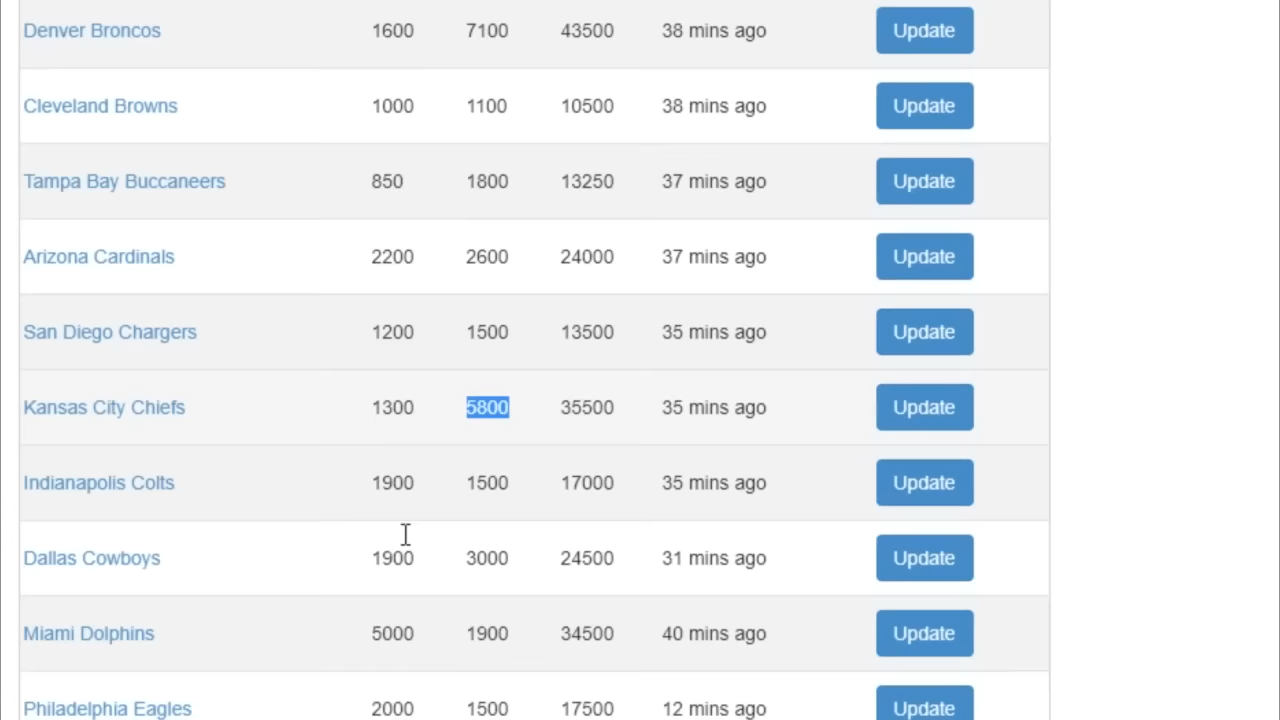 Denver Broncos 1600 7100 43500 38 mins ago Update
Cleveland Browns 1000 1100 10500 38 mins ago Update
Tampa Bay Buccaneers 850 1800 13250 37 mins ago Update
Arizona Cardinals 2200 2600 24000 37 mins ago Update
San Diego Chargers 1200 1500 13500 35 mins ago Update
Kansas City Chiefs 1300 5800 35500 35 mins ago Update
Indianapolis Colts 1900 1500 17000 35 mins ago Update
Dallas Cowboys 1900 3000 24500 31 mins ago Update
Miami Dolphins 5000 1900 34500 40 mins ago Update
Philadelphia Eagles 2000 1500 17500 12 mins ago Update